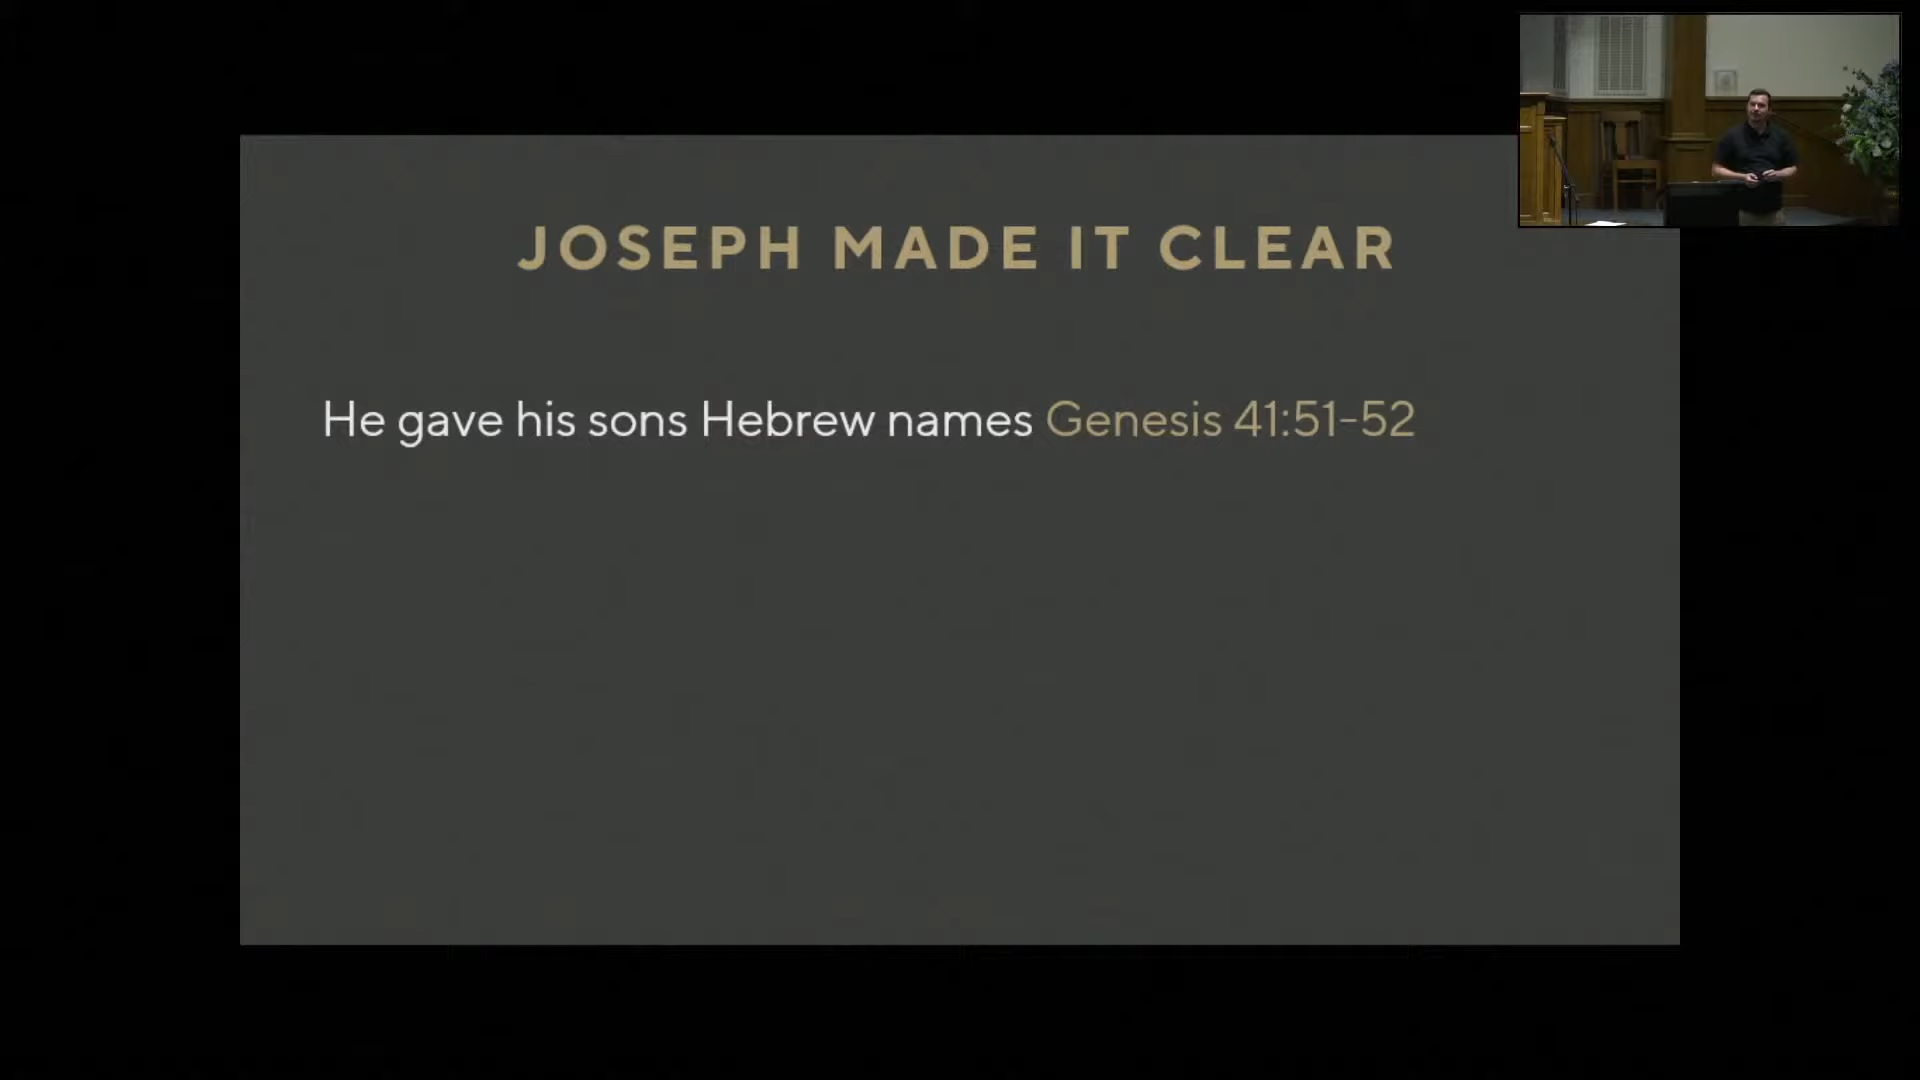 JOSEPH MADE IT CLEAR
He gave his sons Hebrew names Genesis 41:51-52